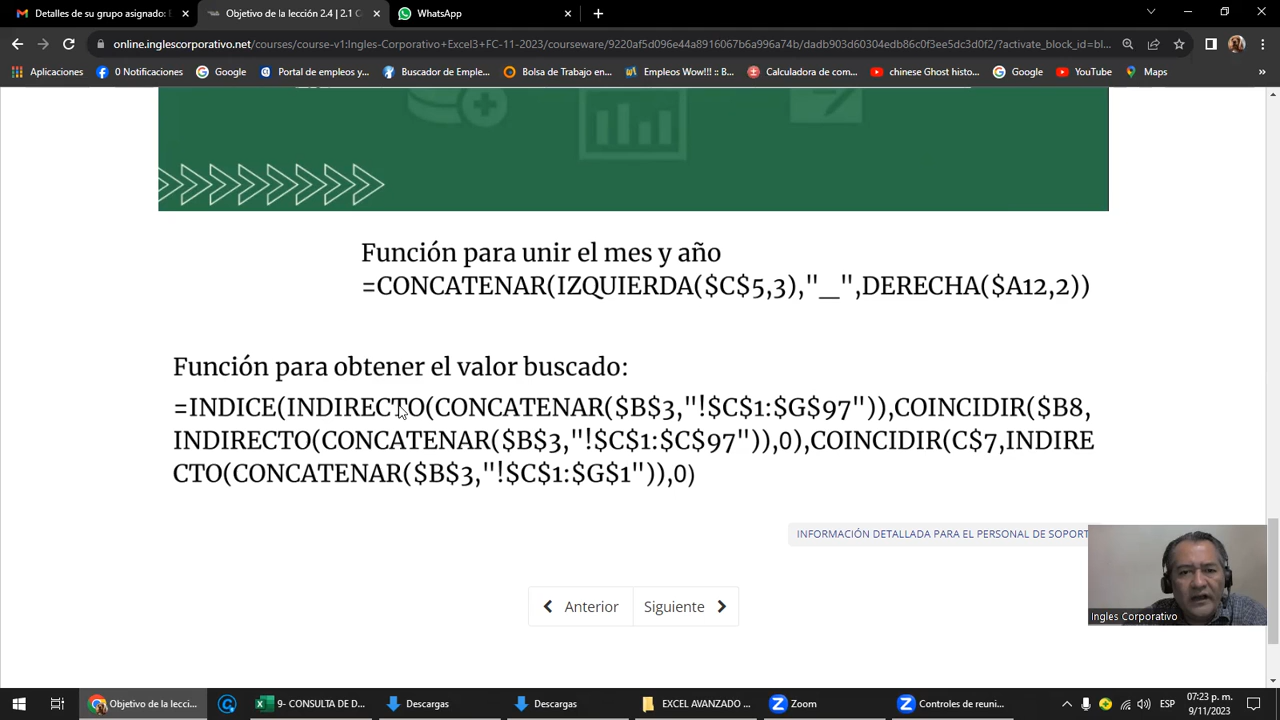 Detalles de su grupo asignado: L
Objetivo de la lección 2.4 | 2.1 C
WhatsApp
online.inglescorporativo.net/courses/course-v1:Ingles-Corporativo+Excel3+FC-11-2023/courseware/9220af5d096e44a8916067b6a996a74b/dadb903d60304edb86c0f3ee5dc3d0f2/?activate_block_id=bl...
Aplicaciones
0 Notificaciones
Google
Portal de empleos y...
Buscador de Empleo...
Bolsa de Trabajo en...
Empleos Wow!!! :: B...
Calculadora de com...
chinese Ghost histo...
Google
YouTube
Maps
Función para unir el mes y año
=CONCATENAR(IZQUIERDA($C$5,3),"_",DERECHA($A12,2))
Función para obtener el valor buscado:
=INDICE(INDIRECTO(CONCATENAR($B$3,"!$C$1:$G$97")),COINCIDIR($B8,
INDIRECTO(CONCATENAR($B$3,"!$C$1:$C$97")),0),COINCIDIR(C$7,INDIRE
CTO(CONCATENAR($B$3,"!$C$1:$G$1")),0)
INFORMACIÓN DETALLADA PARA EL PERSONAL DE SOPORT
Anterior
Siguiente
Ingles Corporativo
Objetivo de la lecci...
9- CONSULTA DE D...
Descargas
Descargas
EXCEL AVANZADO ...
Zoom
Controles de reuni...
ESP
07:23 p. m.
9/11/2023